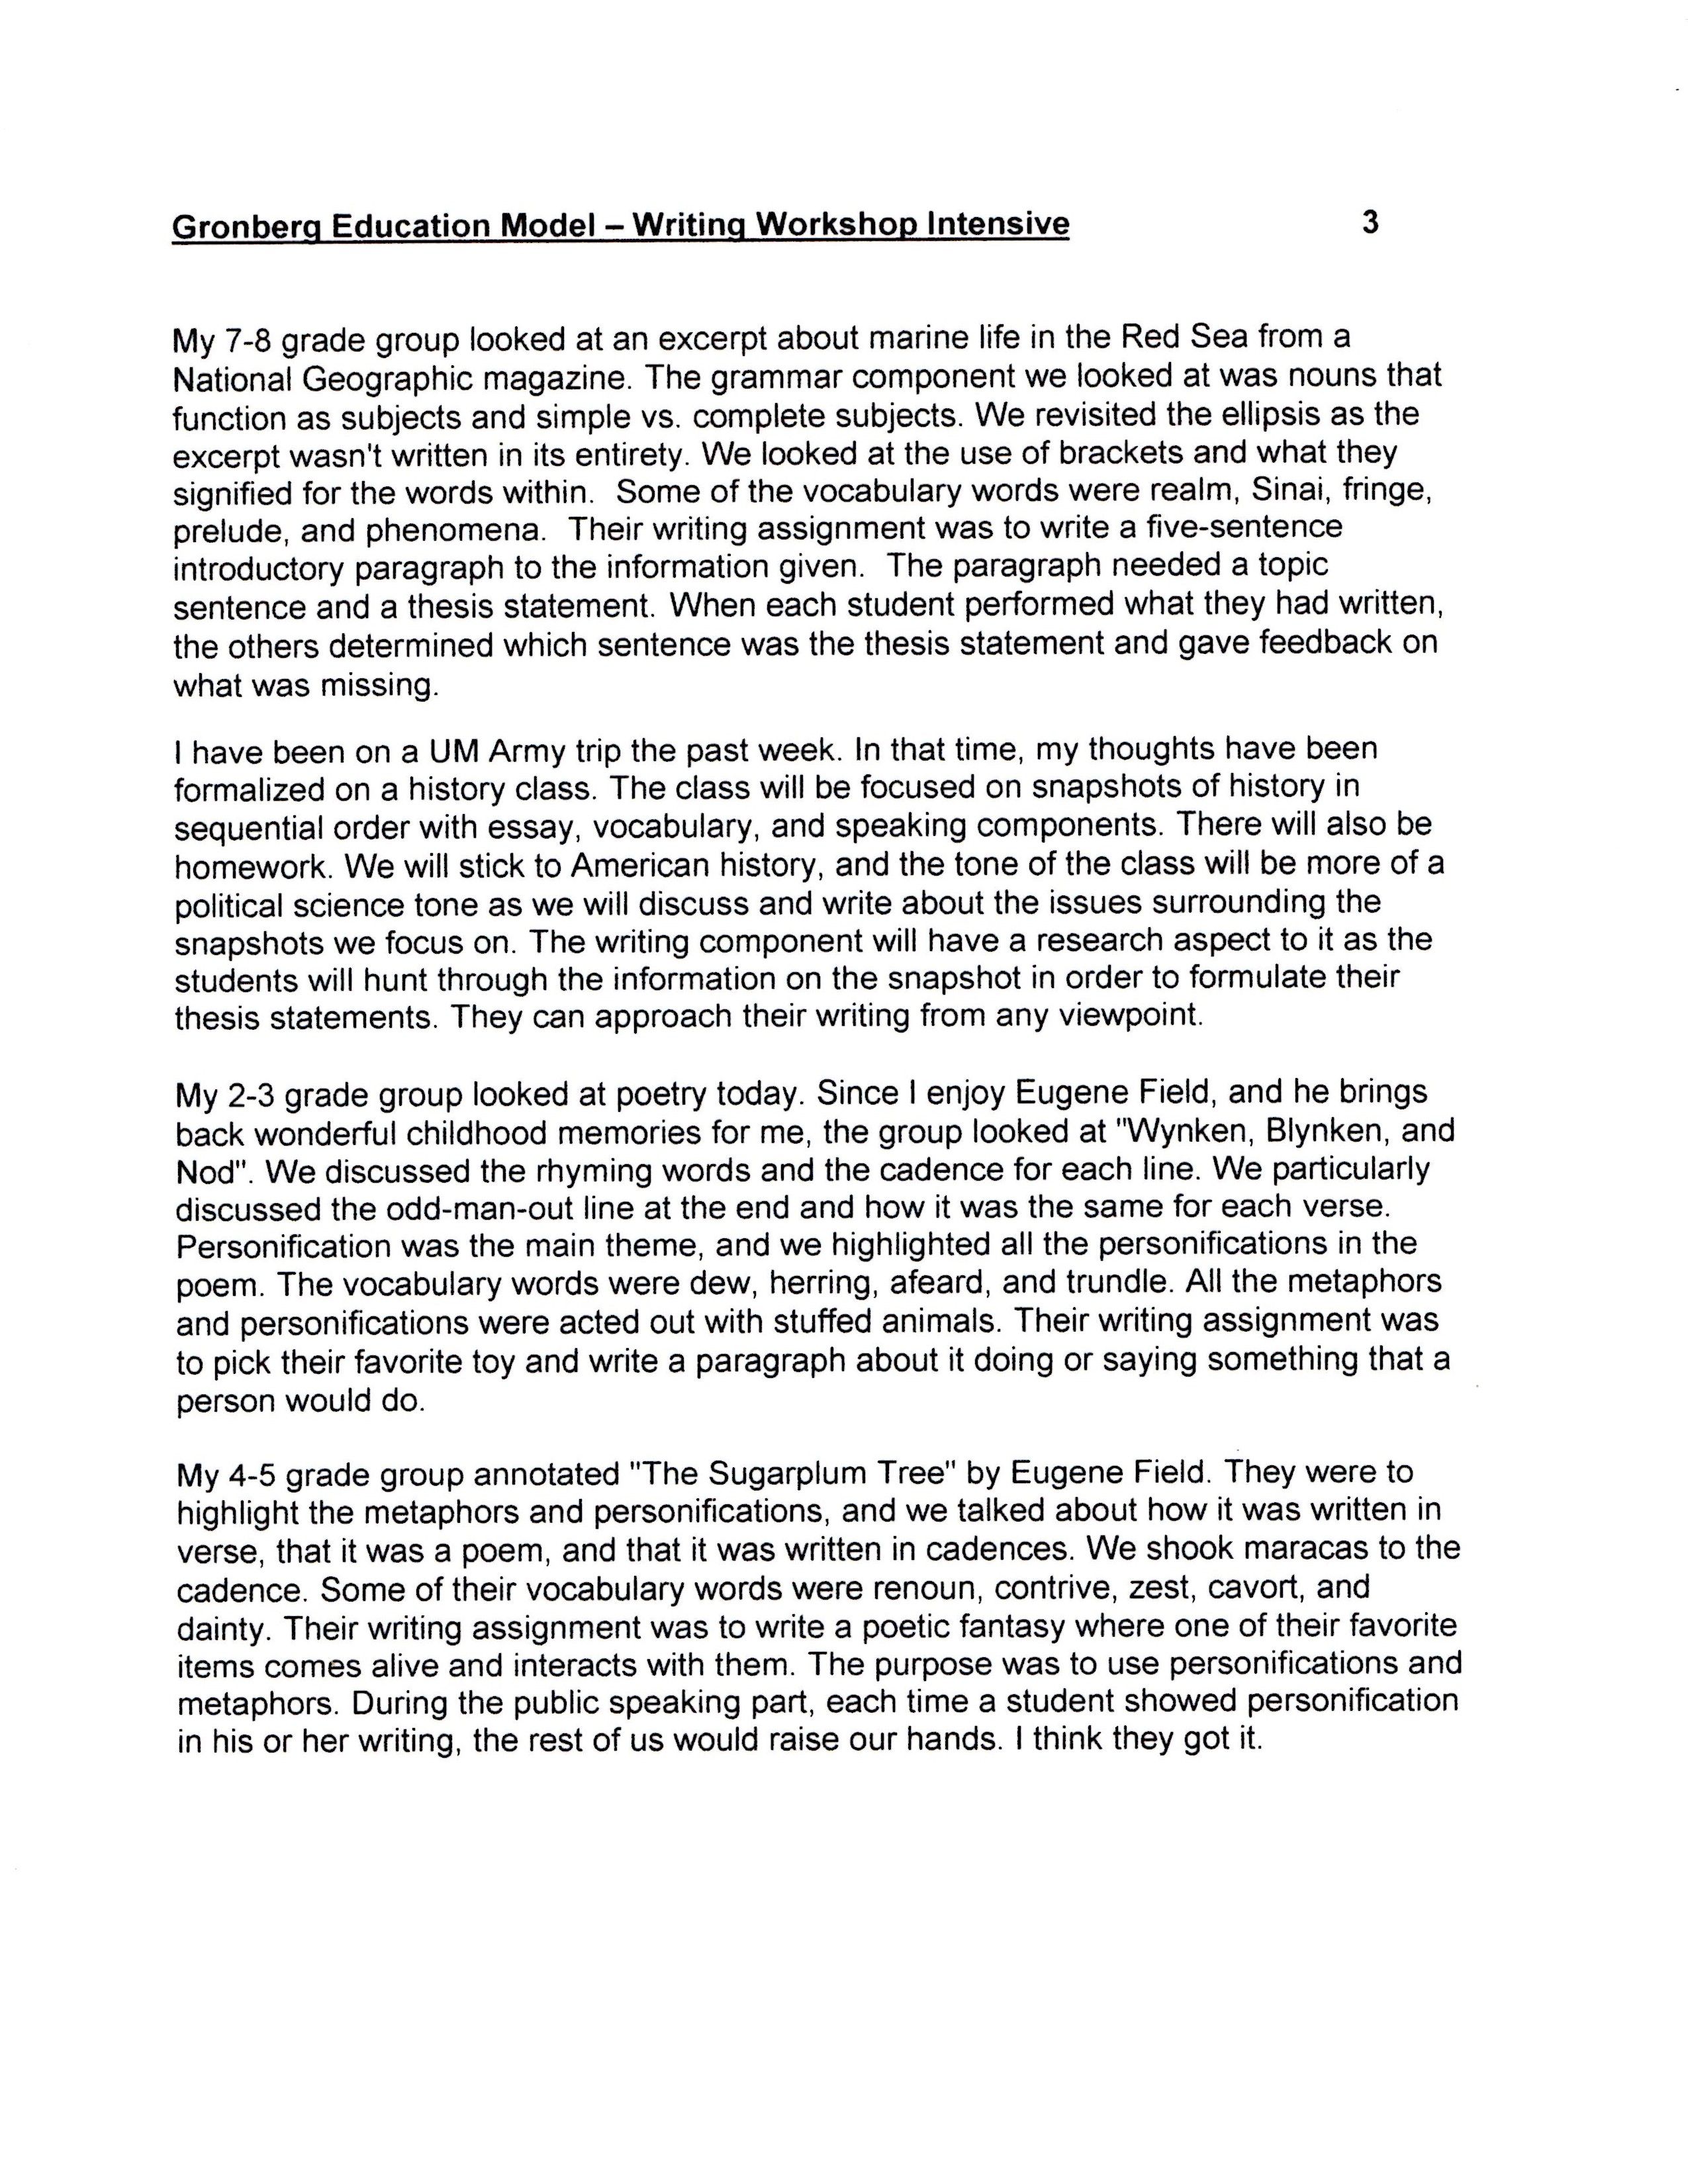 Gronberg Education Model – Writing Workshop Intensive 3
My 7-8 grade group looked at an excerpt about marine life in the Red Sea from a
National Geographic magazine. The grammar component we looked at was nouns that
function as subjects and simple vs. complete subjects. We revisited the ellipsis as the
excerpt wasn't written in its entirety. We looked at the use of brackets and what they
signified for the words within.  Some of the vocabulary words were realm, Sinai, fringe,
prelude, and phenomena.  Their writing assignment was to write a five-sentence
introductory paragraph to the information given.  The paragraph needed a topic
sentence and a thesis statement. When each student performed what they had written,
the others determined which sentence was the thesis statement and gave feedback on
what was missing.
I have been on a UM Army trip the past week. In that time, my thoughts have been
formalized on a history class. The class will be focused on snapshots of history in
sequential order with essay, vocabulary, and speaking components. There will also be
homework. We will stick to American history, and the tone of the class will be more of a
political science tone as we will discuss and write about the issues surrounding the
snapshots we focus on. The writing component will have a research aspect to it as the
students will hunt through the information on the snapshot in order to formulate their
thesis statements. They can approach their writing from any viewpoint.
My 2-3 grade group looked at poetry today. Since I enjoy Eugene Field, and he brings
back wonderful childhood memories for me, the group looked at "Wynken, Blynken, and
Nod". We discussed the rhyming words and the cadence for each line. We particularly
discussed the odd-man-out line at the end and how it was the same for each verse.
Personification was the main theme, and we highlighted all the personifications in the
poem. The vocabulary words were dew, herring, afeard, and trundle. All the metaphors
and personifications were acted out with stuffed animals. Their writing assignment was
to pick their favorite toy and write a paragraph about it doing or saying something that a
person would do.
My 4-5 grade group annotated "The Sugarplum Tree" by Eugene Field. They were to
highlight the metaphors and personifications, and we talked about how it was written in
verse, that it was a poem, and that it was written in cadences. We shook maracas to the
cadence. Some of their vocabulary words were renoun, contrive, zest, cavort, and
dainty. Their writing assignment was to write a poetic fantasy where one of their favorite
items comes alive and interacts with them. The purpose was to use personifications and
metaphors. During the public speaking part, each time a student showed personification
in his or her writing, the rest of us would raise our hands. I think they got it.